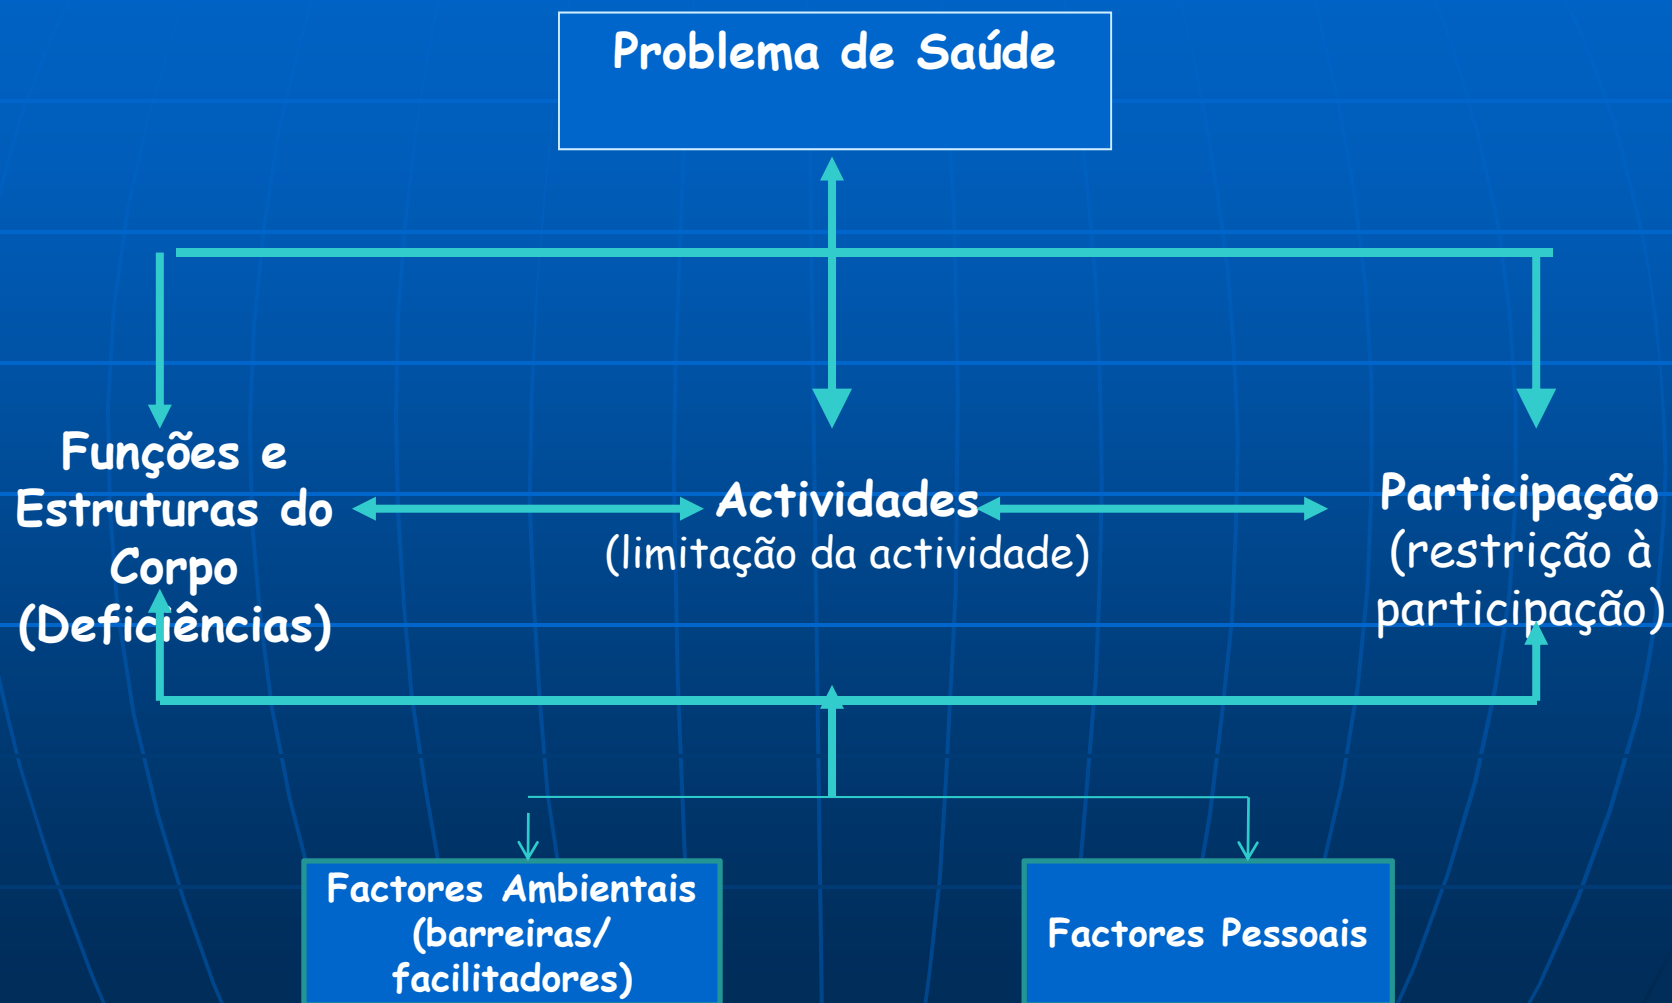 Problema de Saúde
Funções e
Estruturas do
Corpo
(Deficiências)
Actividades
(limitação da actividade)
Participação
(restrição à
participação)
Factores Ambientais
(barreiras/
facilitadores)
Factores Pessoais